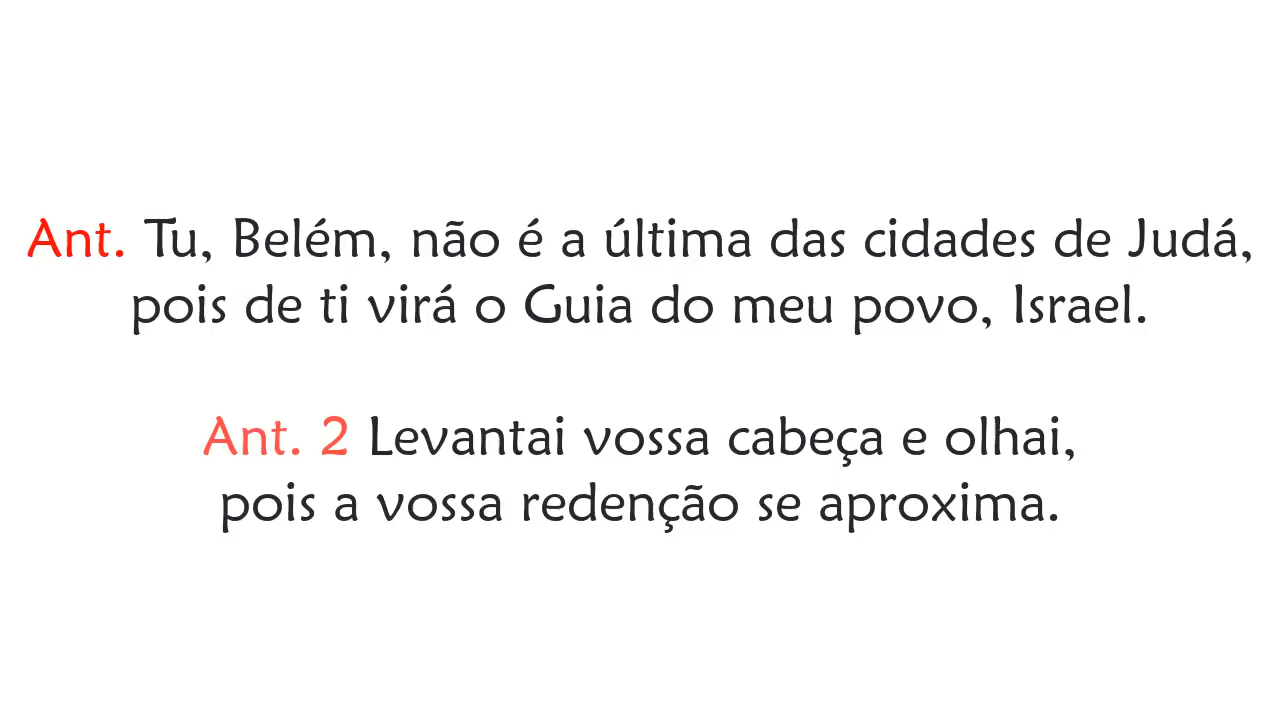 Ant. Tu, Belém, não é a última das cidades de Judá,
pois de ti virá o Guia do meu povo, Israel.
Ant. 2 Levantai vossa cabeça e olhai,
pois a vossa redenção se aproxima.